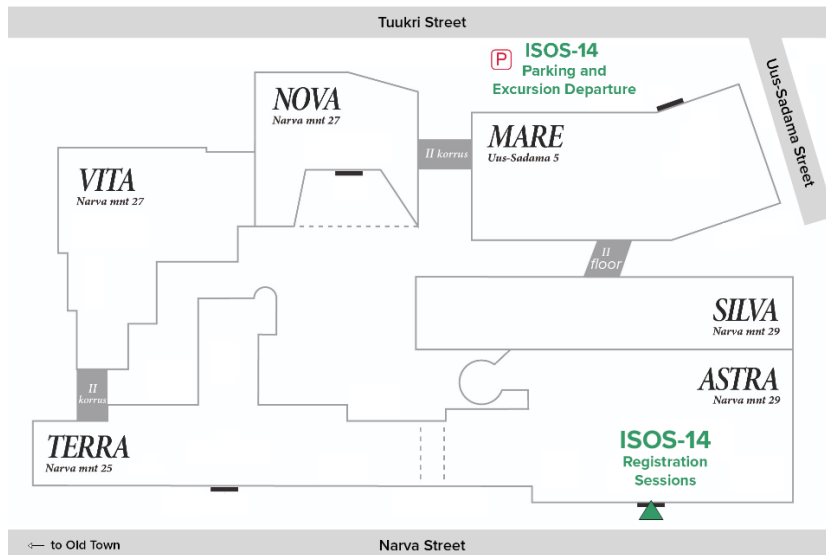 Tuukri Street
ISOS-14
P
Parking and
Excursion Departure
Uus-Sadama Street
NOVA
Narva mnt 27
MARE
Uus-Sadama 5
II korrus
VITA
Narva mnt 27
II
floor
SILVA
Narva mnt 29
ASTRA
Narva mnt 29
II
korrus
TERRA
Narva mnt 25
ISOS-14
Registration
Sessions
← to Old Town
Narva Street